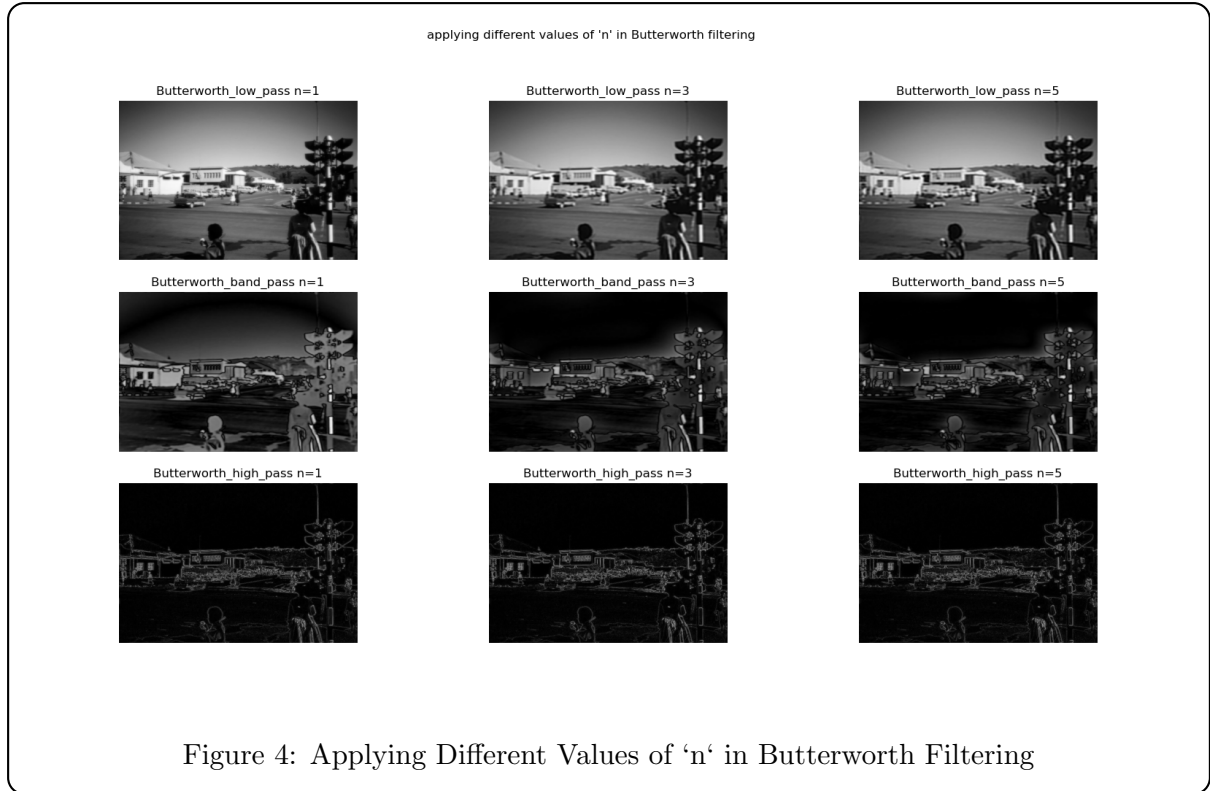 applying different values of 'n' in Butterworth filtering
Butterworth_low_pass n=1
Butterworth_low_pass n=3
Butterworth_low_pass n=5
Butterworth_band_pass n=1
Butterworth_band_pass n=3
Butterworth_band_pass n=5
Butterworth_high_pass n=1
Butterworth_high_pass n=3
Butterworth_high_pass n=5
Figure 4: Applying Different Values of ‘n‘ in Butterworth Filtering